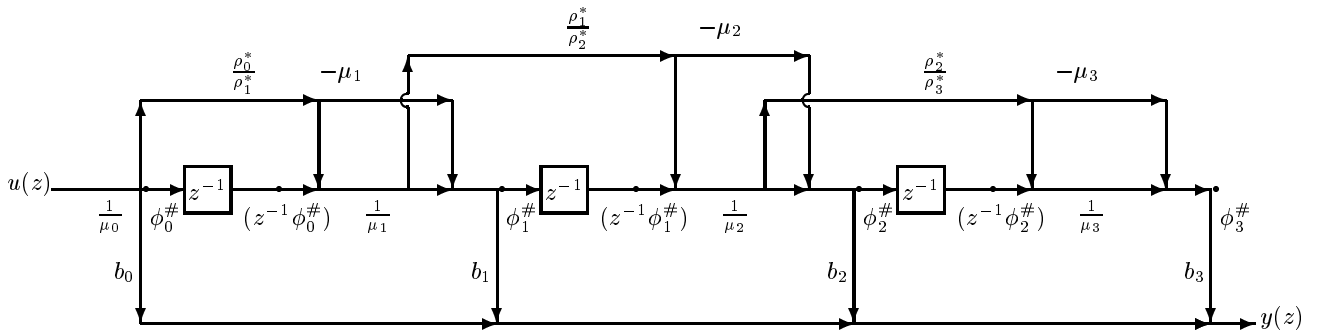 ρ₁*/ρ₂* −μ₂
ρ₀*/ρ₁* −μ₁ ρ₂*/ρ₃* −μ₃
u(z) z⁻¹ z⁻¹ z⁻¹
1/μ₀ ϕ₀# (z⁻¹ϕ₀#) 1/μ₁ ϕ₁# (z⁻¹ϕ₁#) 1/μ₂ ϕ₂# (z⁻¹ϕ₂#) 1/μ₃ ϕ₃#
b₀ b₁ b₂ b₃
y(z)